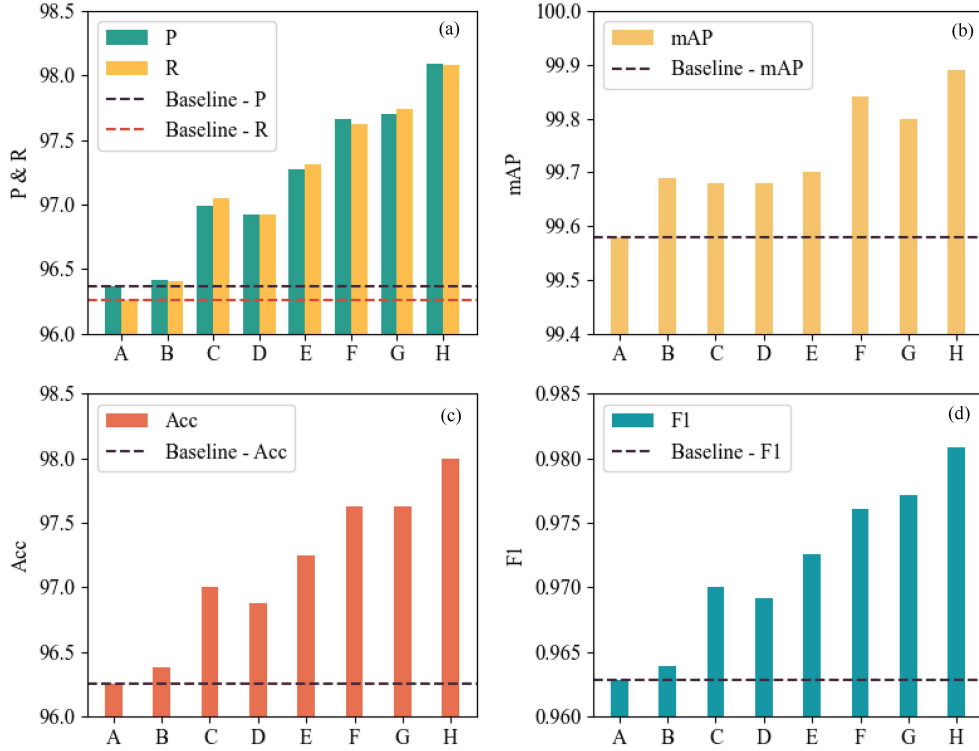 (a)
P
R
Baseline - P
Baseline - R
98.5
98.0
97.5
97.0
96.5
96.0
P & R
A B C D E F G H
(b)
mAP
Baseline - mAP
100.0
99.9
99.8
99.7
99.6
99.5
99.4
mAP
A B C D E F G H
(c)
Acc
Baseline - Acc
98.5
98.0
97.5
97.0
96.5
96.0
Acc
A B C D E F G H
(d)
F1
Baseline - F1
0.985
0.980
0.975
0.970
0.965
0.960
F1
A B C D E F G H